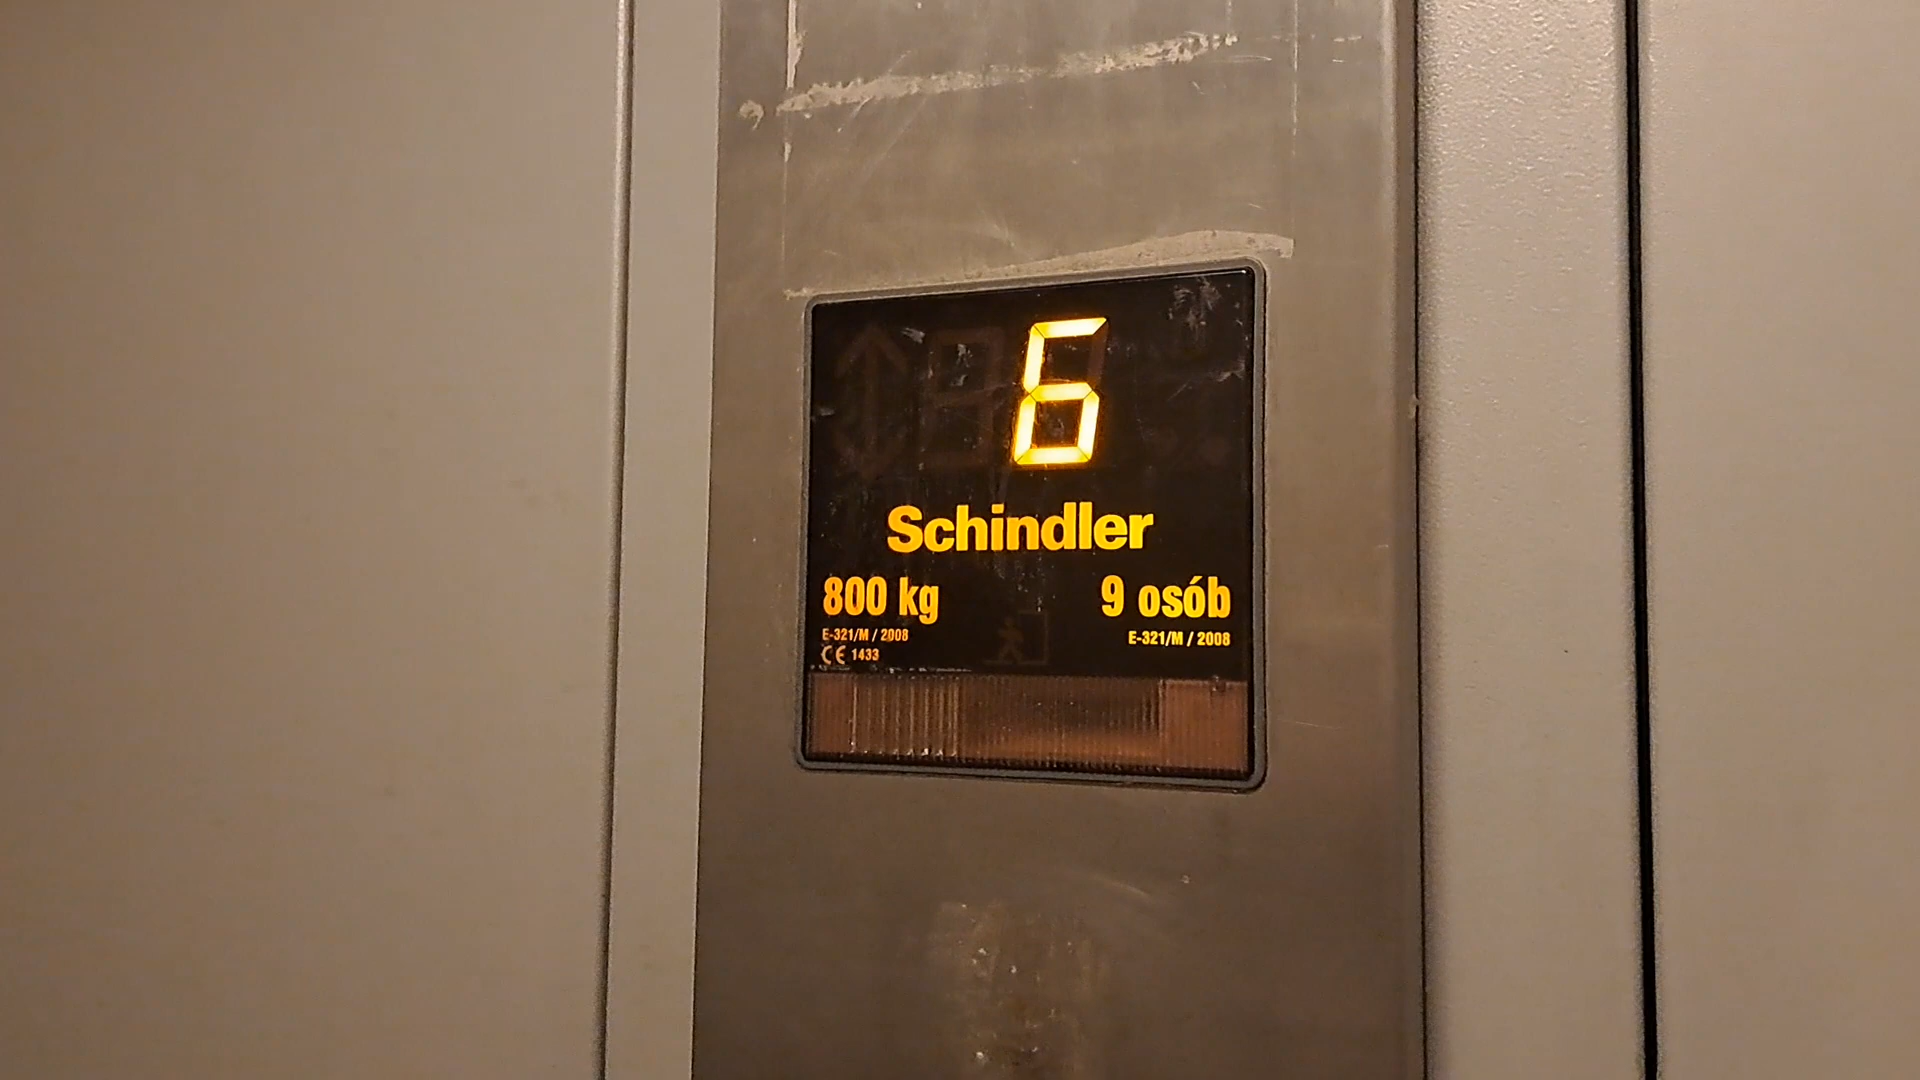 6
Schindler
800 kg 9 osób
E-321/M / 2008 E-321/M / 2008
CE 1433